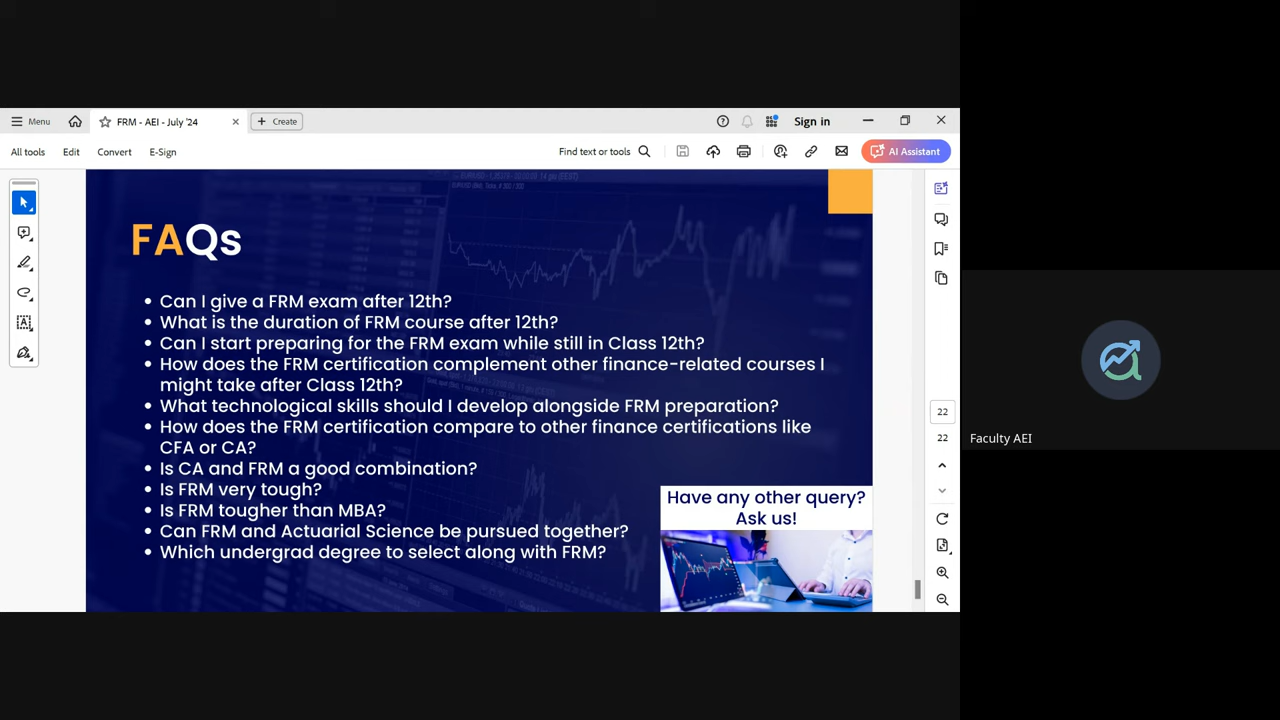 Menu
FRM - AEI - July '24
Create
Sign in
All tools
Edit
Convert
E-Sign
Find text or tools
AI Assistant
FAQs
• Can I give a FRM exam after 12th?
• What is the duration of FRM course after 12th?
• Can I start preparing for the FRM exam while still in Class 12th?
• How does the FRM certification complement other finance-related courses I
might take after Class 12th?
• What technological skills should I develop alongside FRM preparation?
• How does the FRM certification compare to other finance certifications like
CFA or CA?
• Is CA and FRM a good combination?
• Is FRM very tough?
• Is FRM tougher than MBA?
• Can FRM and Actuarial Science be pursued together?
• Which undergrad degree to select along with FRM?
Have any other query?
Ask us!
22
22
Faculty AEI